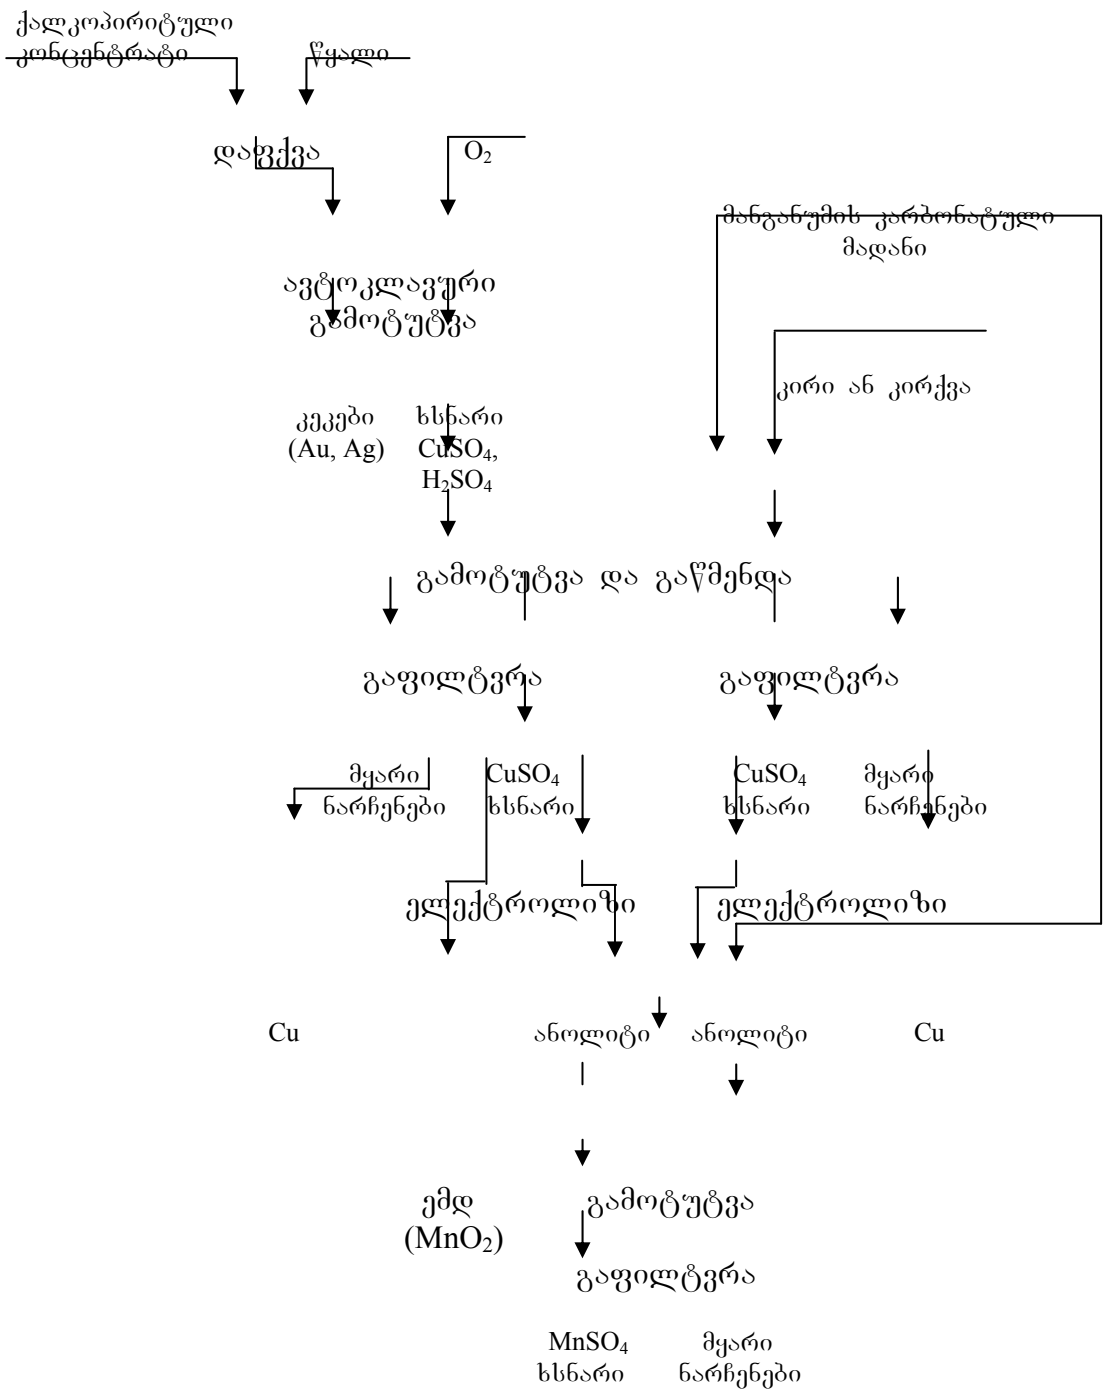 ქალკოპირიტული
კონცენტრატი წყალი
დაფქვა O₂
მანგანუმის კარბონატული
მადანი
ავტოკლავური
გამოტუტვა
კირი ან კირქვა
კეკები ხსნარი
(Au, Ag) CuSO₄,
H₂SO₄
გამოტუტვა და გაწმენდა
გაფილტვრა გაფილტვრა
მყარი CuSO₄ CuSO₄ მყარი
ნარჩენები ხსნარი ხსნარი ნარჩენები
ელექტროლიზი ელექტროლიზი
Cu ანოლიტი ანოლიტი Cu
ემდ გამოტუტვა
(MnO₂)
გაფილტვრა
MnSO₄ მყარი
ხსნარი ნარჩენები